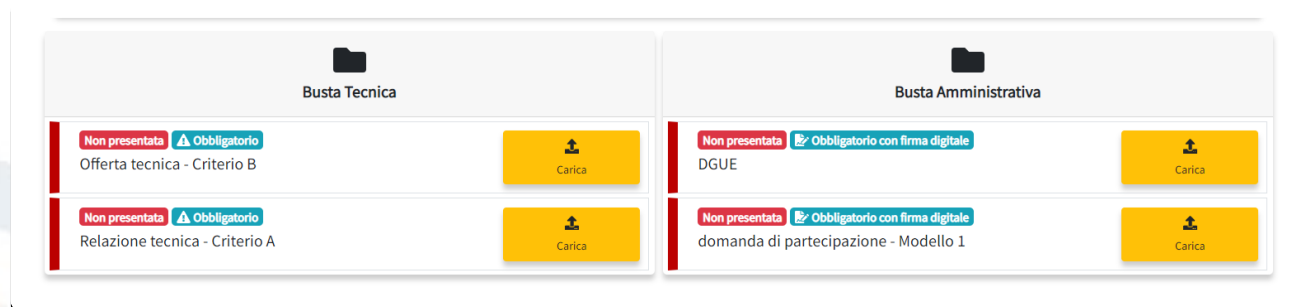 Busta Tecnica
Non presentata Obbligatorio
Offerta tecnica - Criterio B
Carica
Non presentata Obbligatorio
Relazione tecnica - Criterio A
Carica
Busta Amministrativa
Non presentata Obbligatorio con firma digitale
DGUE
Carica
Non presentata Obbligatorio con firma digitale
domanda di partecipazione - Modello 1
Carica